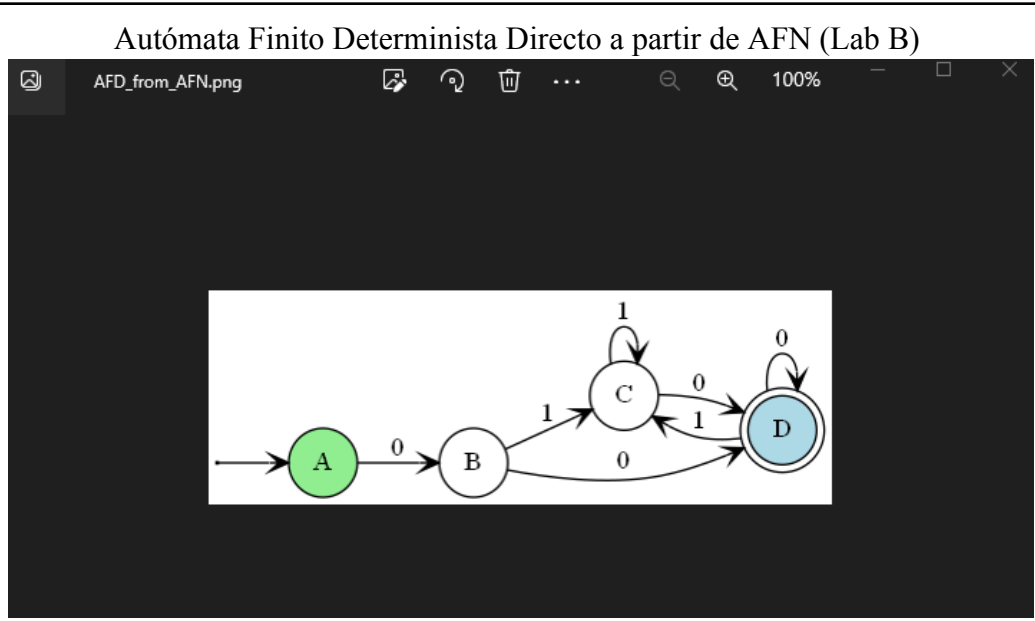 Autómata Finito Determinista Directo a partir de AFN (Lab B)
AFD_from_AFN.png 100%
1
0
C
0
1
1
D
A
0
B
0